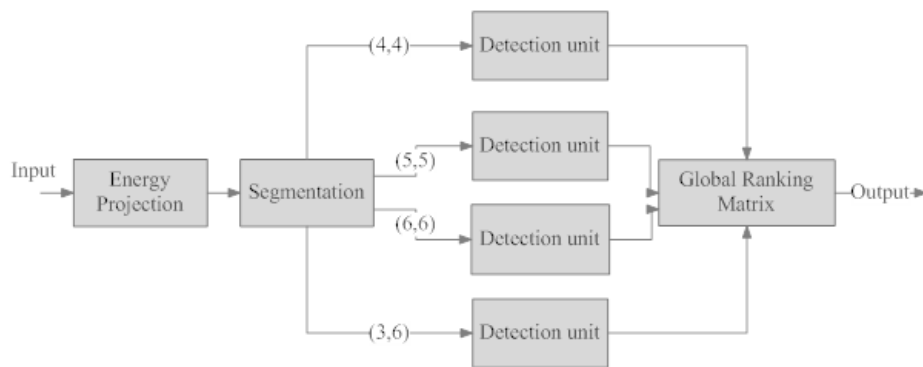 (4,4)
Detection unit
(5,5)
Detection unit
Input
Energy
Projection
Segmentation
Global Ranking
Matrix
Output
(6,6)
Detection unit
(3,6)
Detection unit